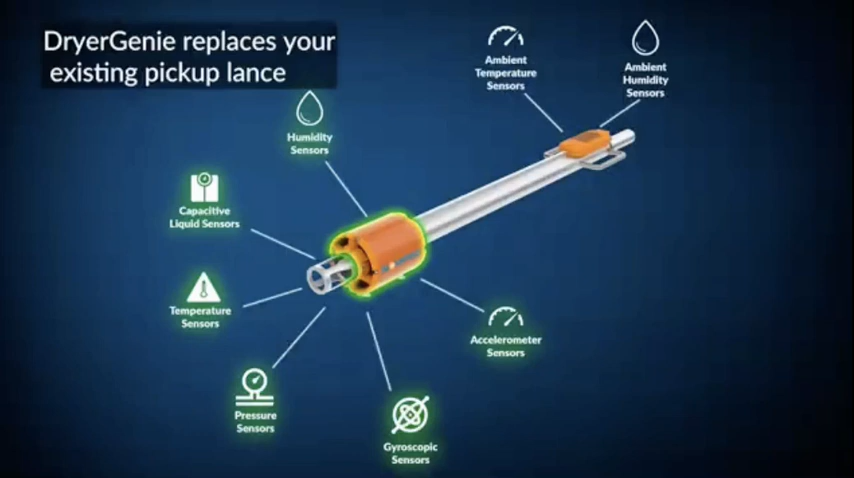 DryerGenie replaces your
existing pickup lance
Ambient
Temperature
Sensors
Ambient
Humidity
Sensors
Humidity
Sensors
Capacitive
Liquid Sensors
Temperature
Sensors
Accelerometer
Sensors
Pressure
Sensors
Gyroscopic
Sensors